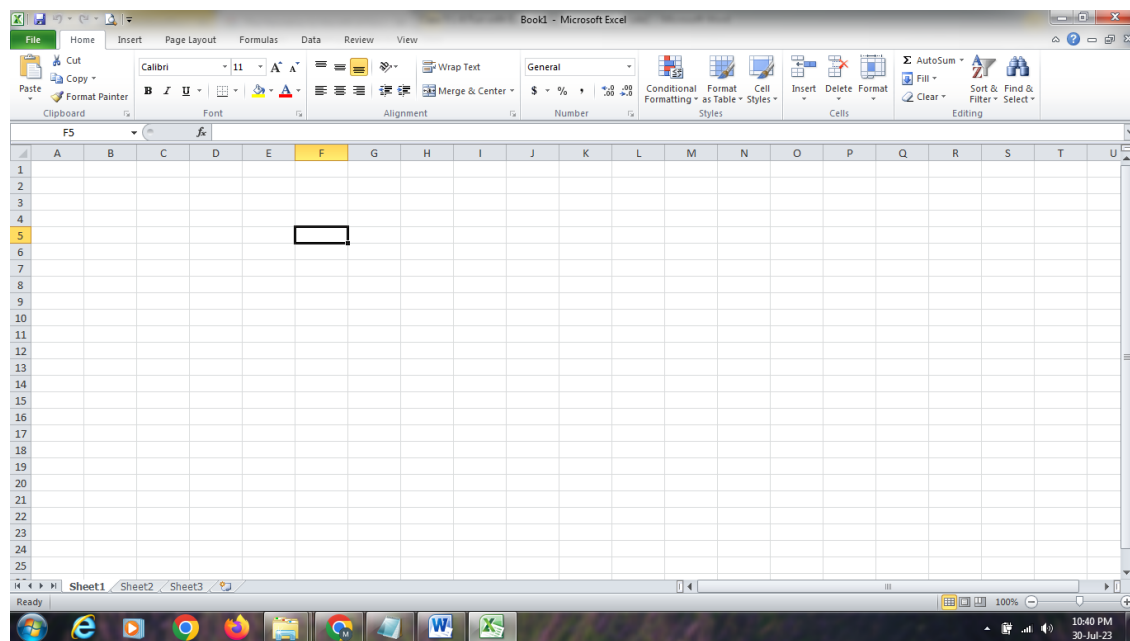 Book1 - Microsoft Excel
File Home Insert Page Layout Formulas Data Review View
Paste
Cut
Copy
Format Painter
Clipboard
Calibri 11
B I U A
Font
Wrap Text
Merge & Center
Alignment
General
$ % , .00 .0
Number
Conditional Formatting
Format as Table
Cell Styles
Styles
Insert Delete Format
Cells
Σ AutoSum
Fill
Clear
Sort & Filter
Find & Select
Editing
F5 fx
A B C D E F G H I J K L M N O P Q R S T U
1
2
3
4
5
6
7
8
9
10
11
12
13
14
15
16
17
18
19
20
21
22
23
24
25
Sheet1 Sheet2 Sheet3
Ready 100%
10:40 PM
30-Jul-23